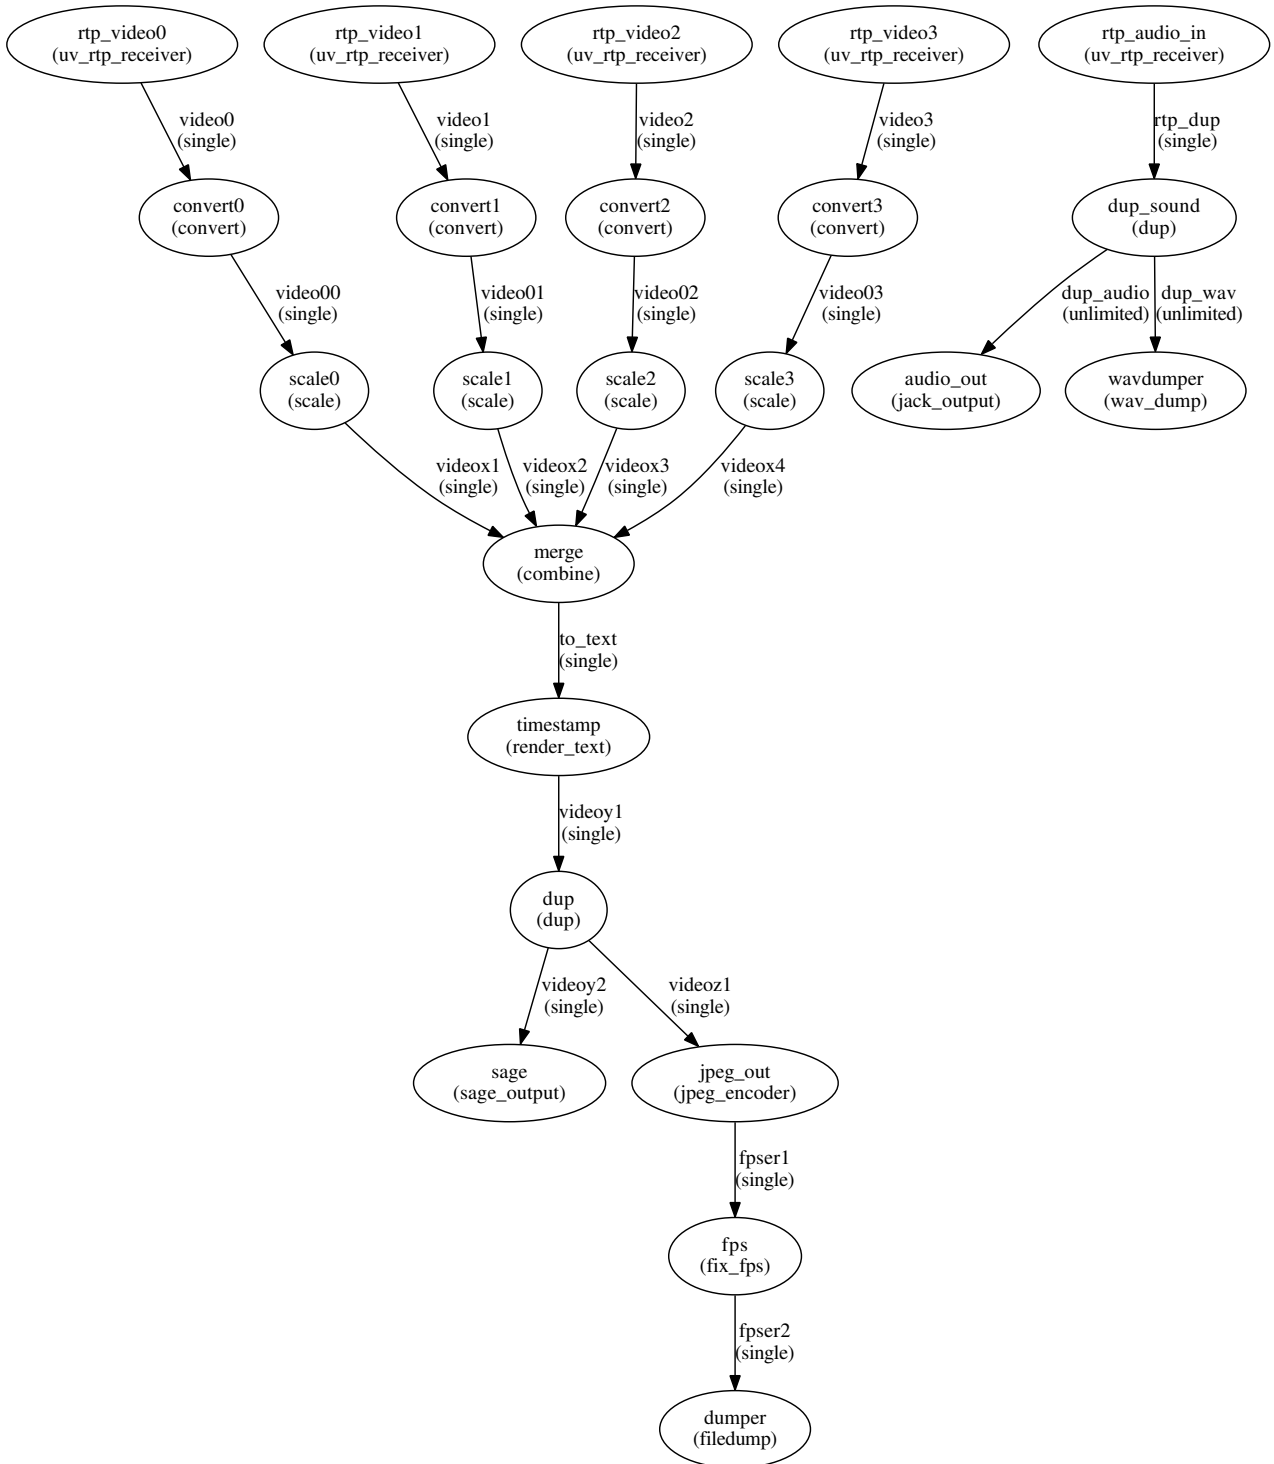 rtp_video0
(uv_rtp_receiver)
rtp_video1
(uv_rtp_receiver)
rtp_video2
(uv_rtp_receiver)
rtp_video3
(uv_rtp_receiver)
rtp_audio_in
(uv_rtp_receiver)
video0
(single)
video1
(single)
video2
(single)
video3
(single)
rtp_dup
(single)
convert0
(convert)
convert1
(convert)
convert2
(convert)
convert3
(convert)
dup_sound
(dup)
video00
(single)
video01
(single)
video02
(single)
video03
(single)
dup_audio
(unlimited)
dup_wav
(unlimited)
scale0
(scale)
scale1
(scale)
scale2
(scale)
scale3
(scale)
audio_out
(jack_output)
wavdumper
(wav_dump)
videox1
(single)
videox2
(single)
videox3
(single)
videox4
(single)
merge
(combine)
to_text
(single)
timestamp
(render_text)
videoy1
(single)
dup
(dup)
videoy2
(single)
videoz1
(single)
sage
(sage_output)
jpeg_out
(jpeg_encoder)
fpser1
(single)
fps
(fix_fps)
fpser2
(single)
dumper
(filedump)